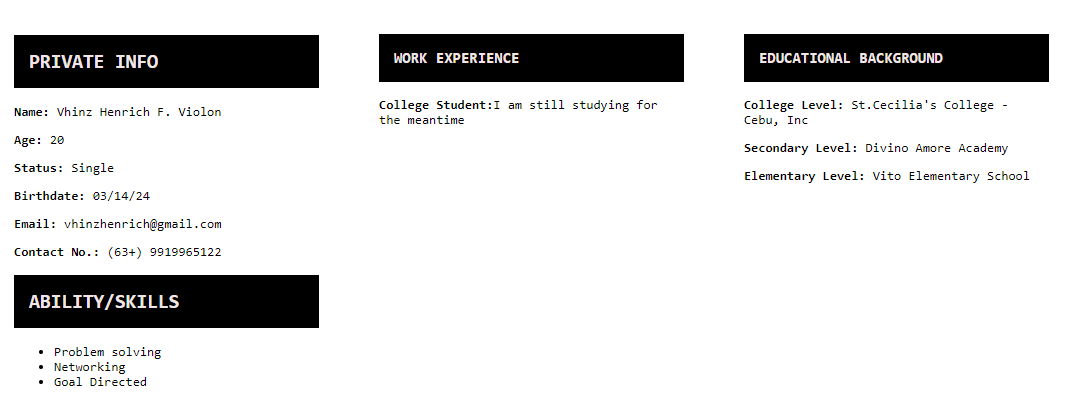 PRIVATE INFO
Name: Vhinz Henrich F. Violon
Age: 20
Status: Single
Birthdate: 03/14/24
Email: vhinzhenrich@gmail.com
Contact No.: (63+) 9919965122
ABILITY/SKILLS
• Problem solving
• Networking
• Goal Directed
WORK EXPERIENCE
College Student:I am still studying for
the meantime
EDUCATIONAL BACKGROUND
College Level: St.Cecilia's College -
Cebu, Inc
Secondary Level: Divino Amore Academy
Elementary Level: Vito Elementary School